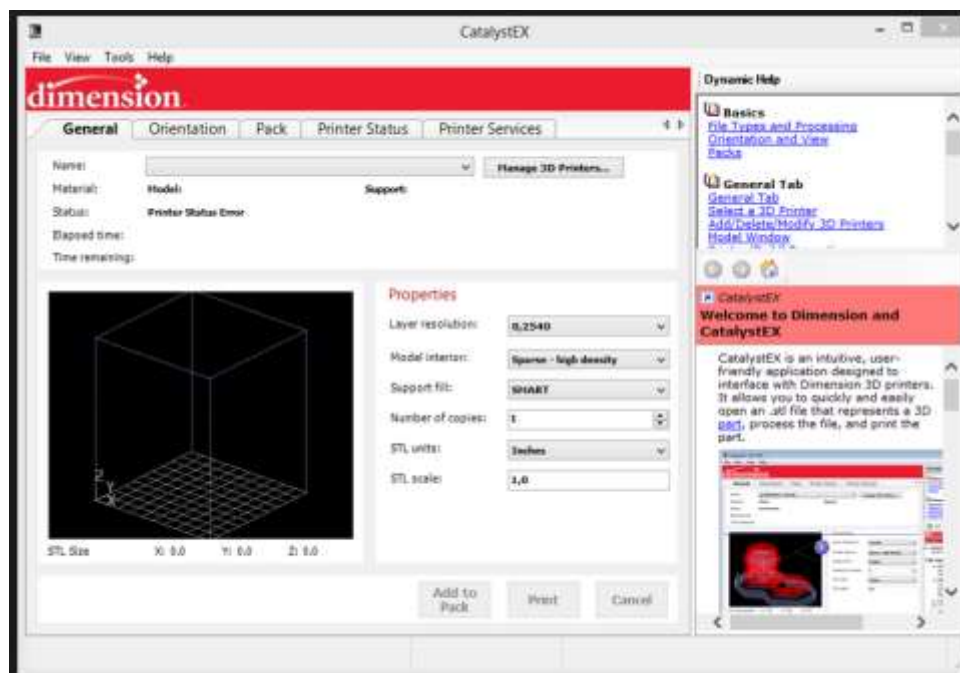 CatalystEX
File View Tools Help
dimension
General Orientation Pack Printer Status Printer Services
Name: Manage 3D Printers...
Material: Model: Support:
Status: Printer Status Error
Elapsed time:
Time remaining:
Properties
Layer resolution: 0,2540
Model interior: Sparse - high density
Support fill: SMART
Number of copies: 1
STL units: Inches
STL scale: 1,0
Z
Y
X
STL Size X: 0.0 Y: 0.0 Z: 0.0
Add to Pack Print Cancel
Dynamic Help
Basics
File Types and Processing
Orientation and View
Packs
General Tab
General Tab
Select a 3D Printer
Add/Delete/Modify 3D Printers
Model Window
CatalystEX
Welcome to Dimension and
CatalystEX
CatalystEX is an intuitive, user-
friendly application designed to
interface with Dimension 3D printers.
It allows you to quickly and easily
open an .stl file that represents a 3D
part, process the file, and print the
part.
dimension